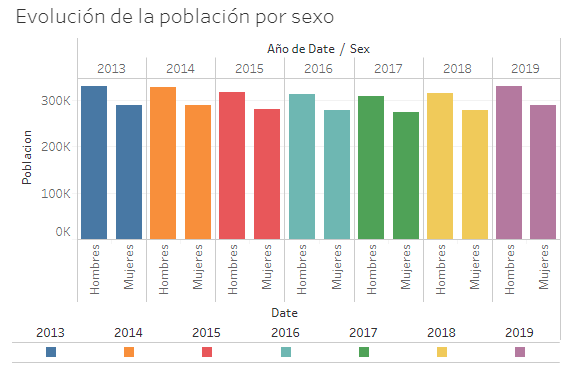 Evolución de la población por sexo
Año de Date / Sex
2013 2014 2015 2016 2017 2018 2019
Poblacion
300K
200K
100K
0K
Hombres Mujeres Hombres Mujeres Hombres Mujeres Hombres Mujeres Hombres Mujeres Hombres Mujeres Hombres Mujeres
Date
2013 2014 2015 2016 2017 2018 2019